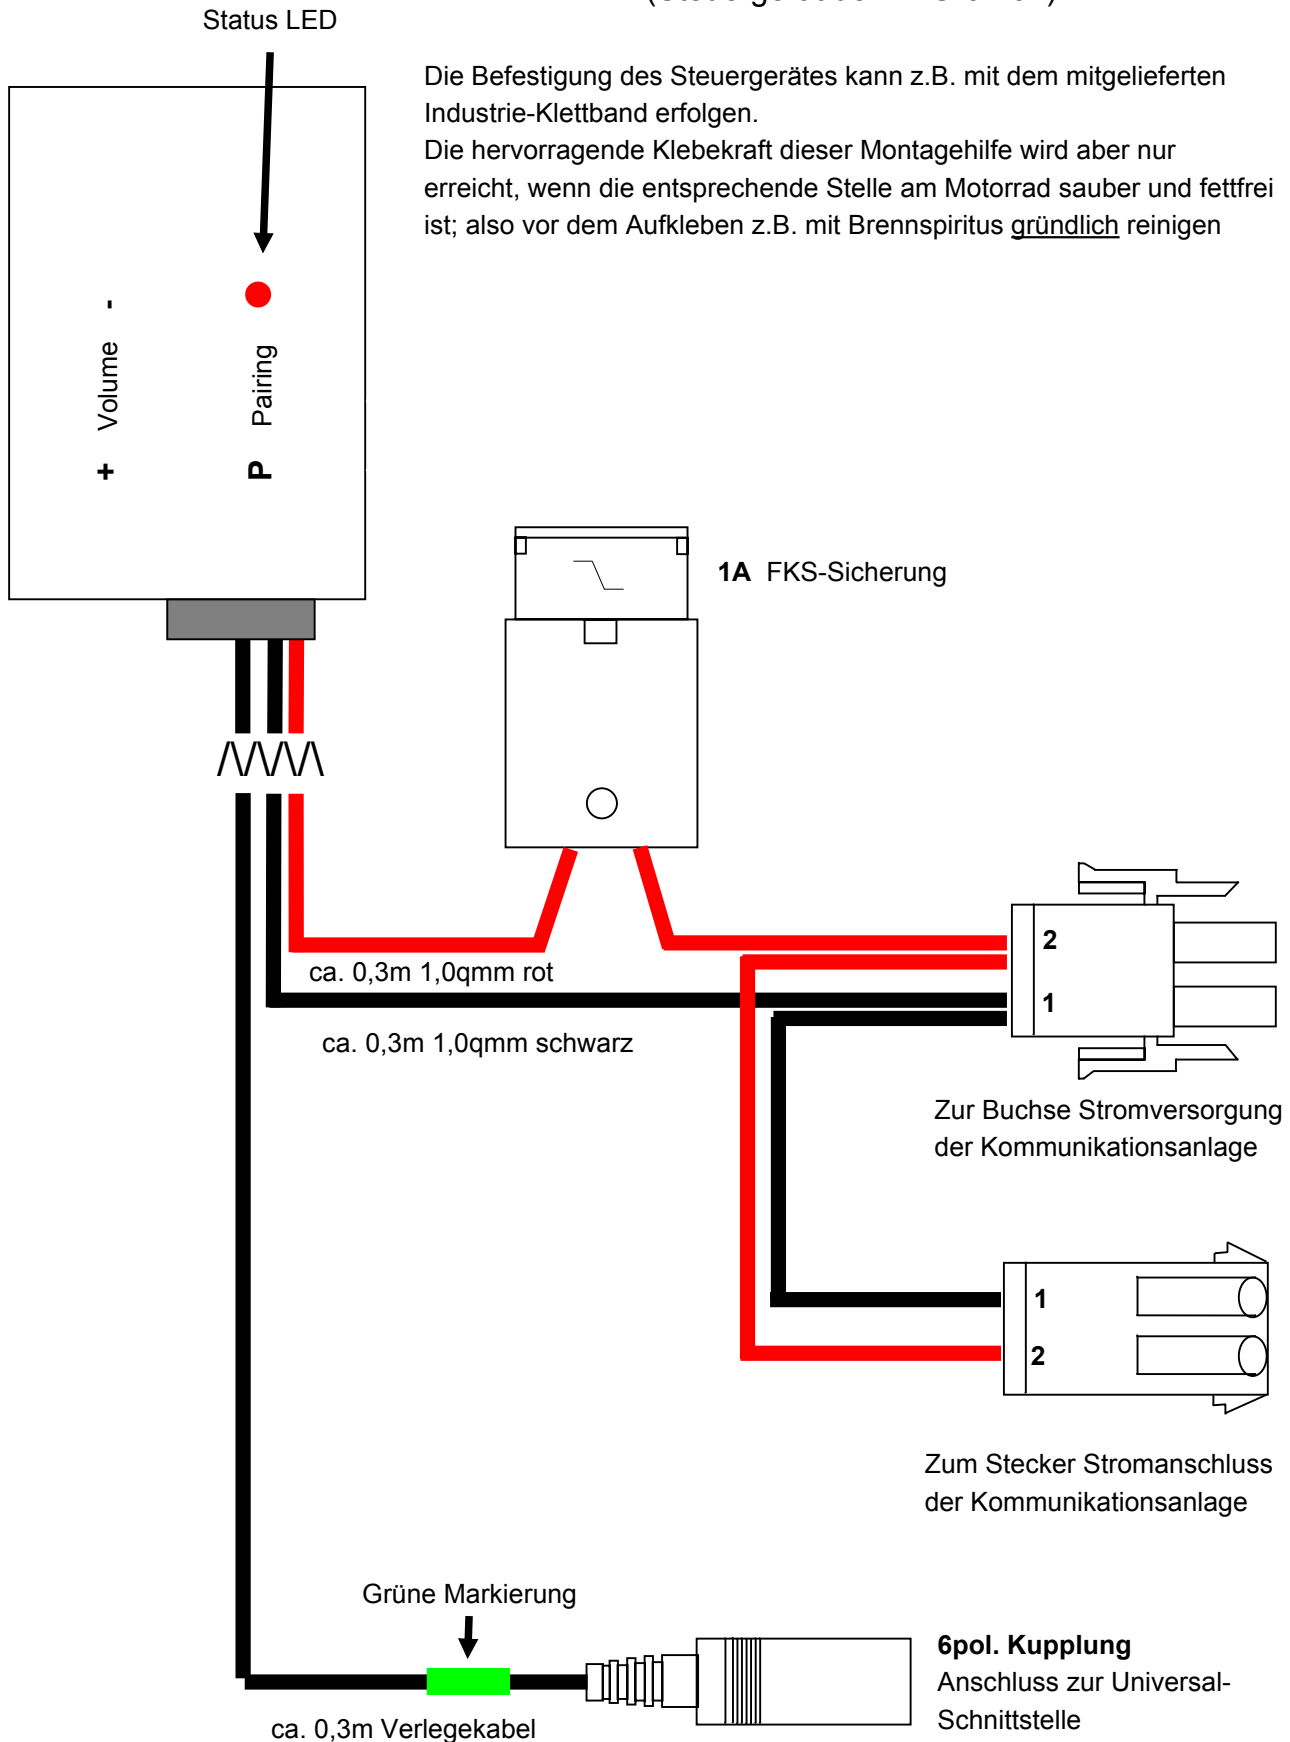 Status LED
Die Befestigung des Steuergerätes kann z.B. mit dem mitgelieferten
Industrie-Klettband erfolgen.
Die hervorragende Klebekraft dieser Montagehilfe wird aber nur
erreicht, wenn die entsprechende Stelle am Motorrad sauber und fettfrei
ist; also vor dem Aufkleben z.B. mit Brennspiritus gründlich reinigen
+ Volume -
P Pairing
1A FKS-Sicherung
2
ca. 0,3m 1,0qmm rot
1
ca. 0,3m 1,0qmm schwarz
Zur Buchse Stromversorgung
der Kommunikationsanlage
1
2
Zum Stecker Stromanschluss
der Kommunikationsanlage
Grüne Markierung
6pol. Kupplung
Anschluss zur Universal-
Schnittstelle
ca. 0,3m Verlegekabel